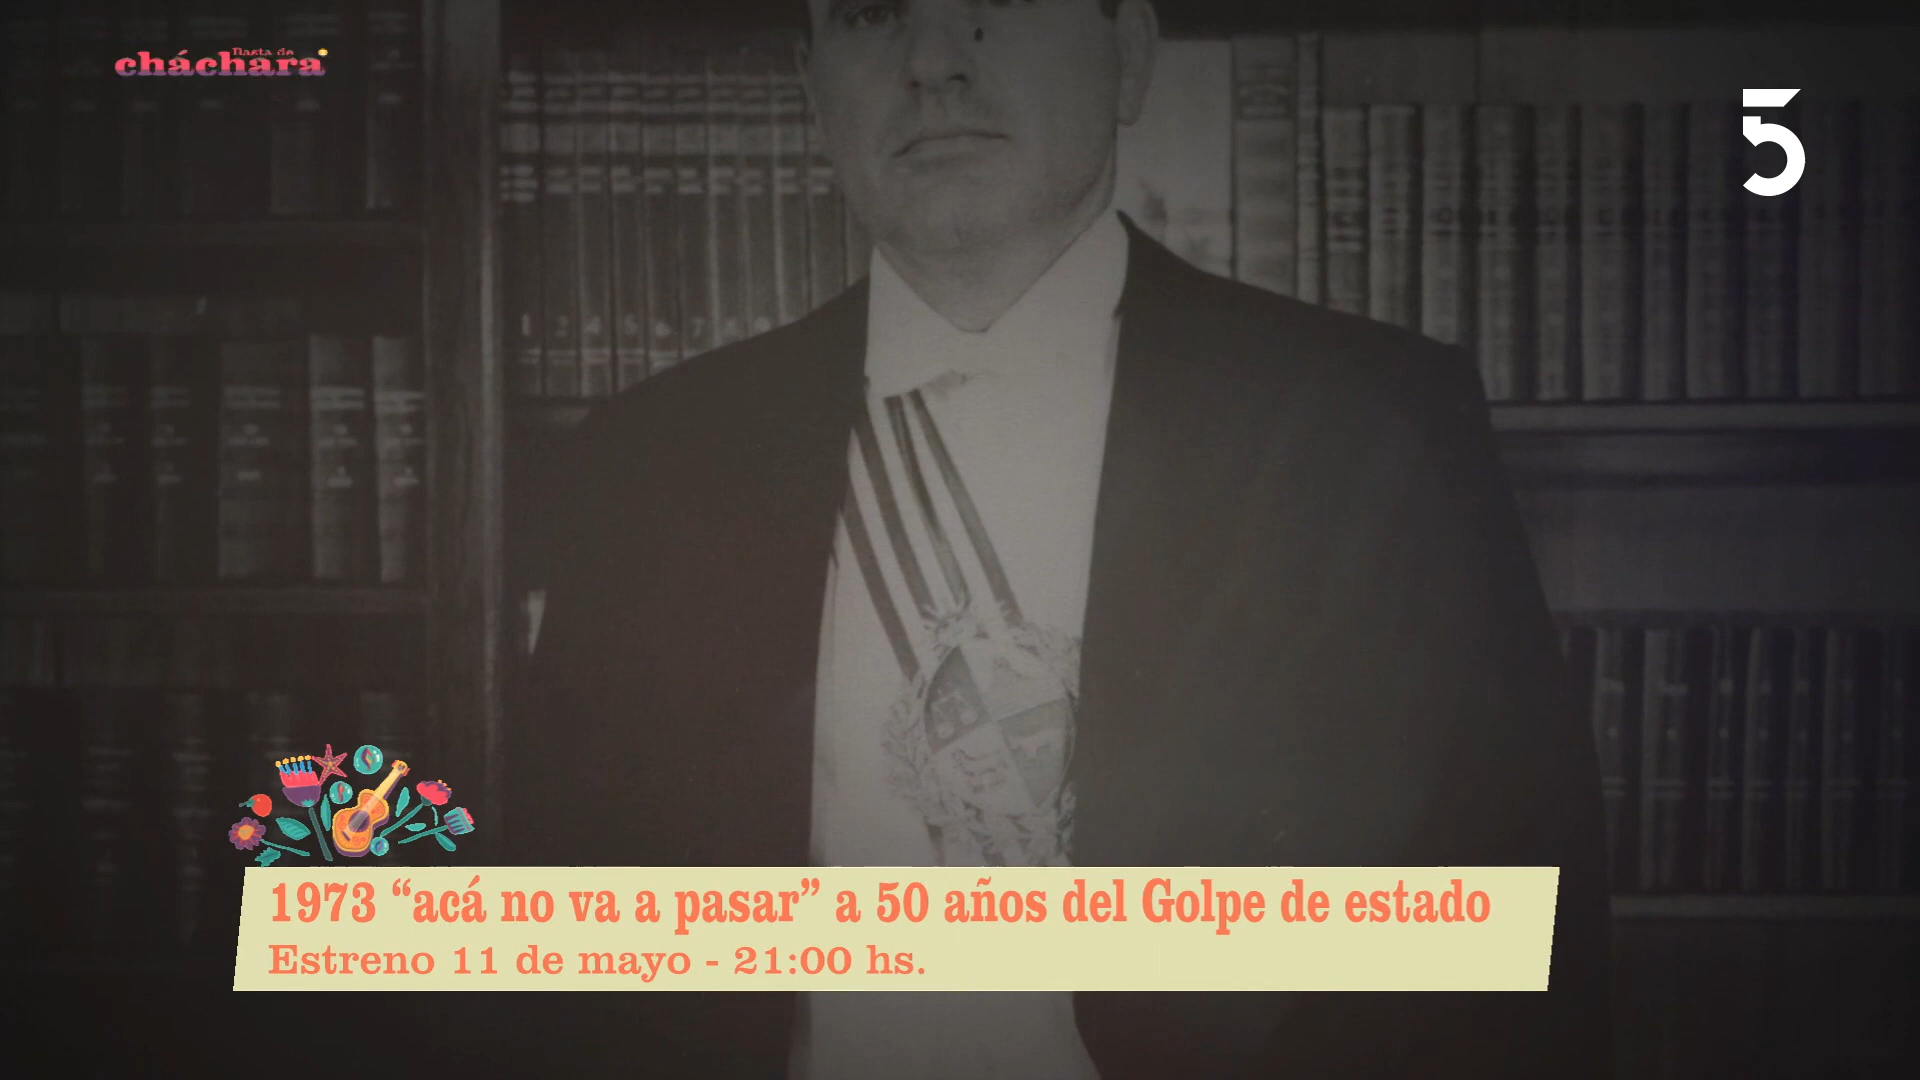 Basta de
cháchara
5
1973 “acá no va a pasar” a 50 años del Golpe de estado
Estreno 11 de mayo - 21:00 hs.